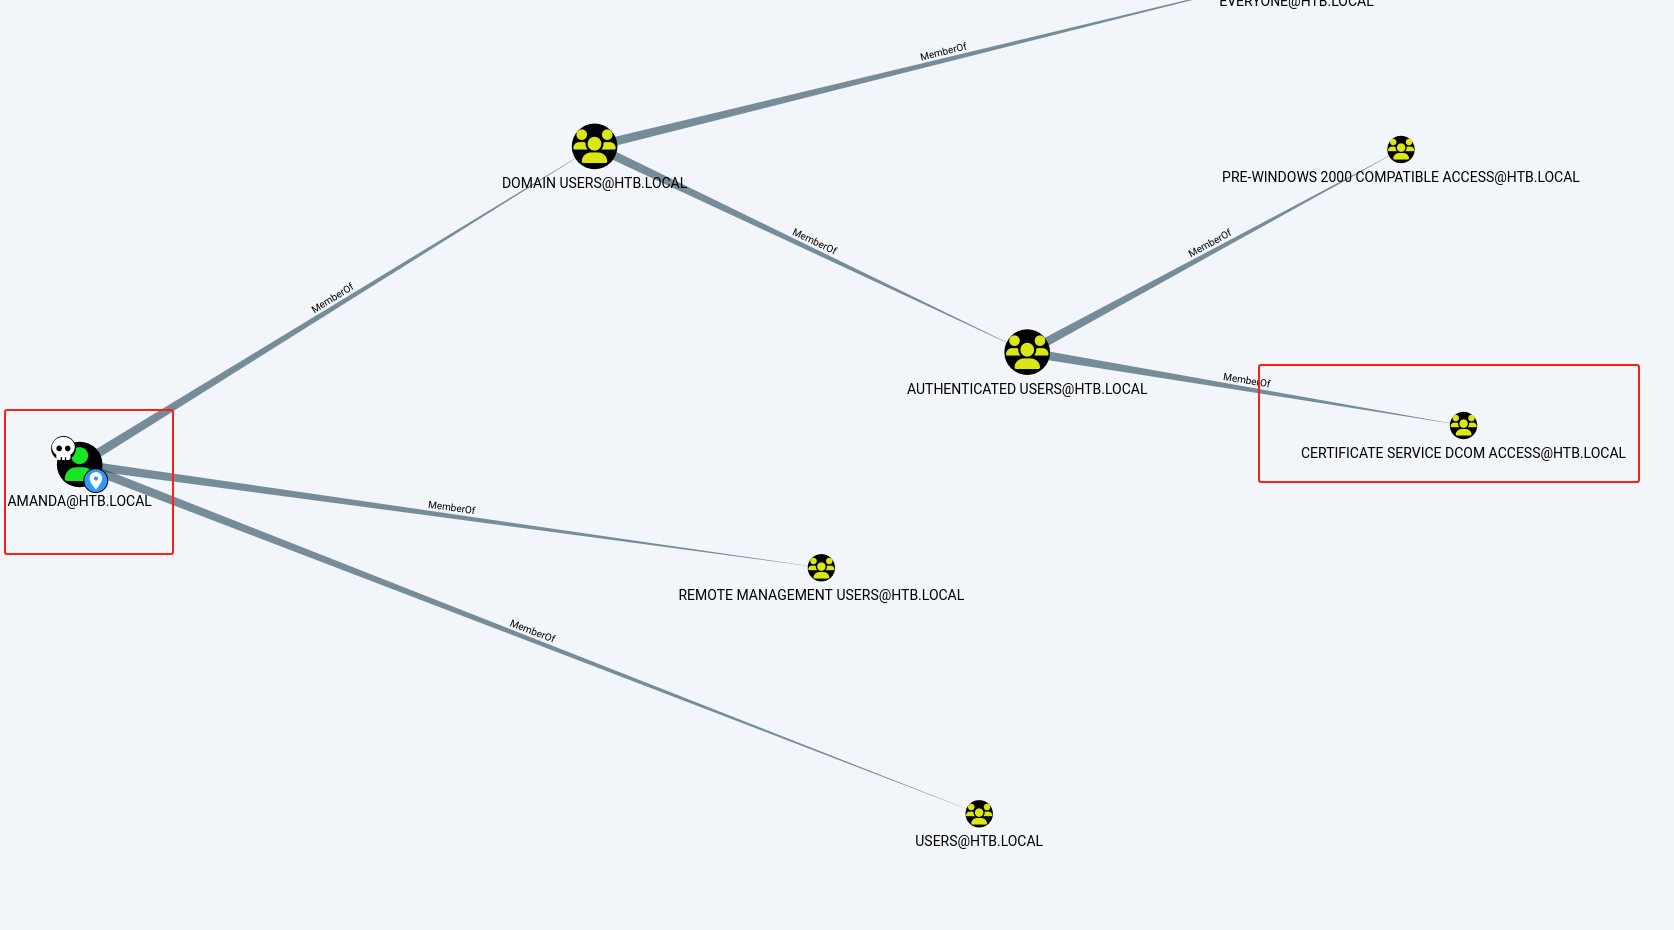 EVERYONE@HTB.LOCAL
MemberOf
DOMAIN USERS@HTB.LOCAL
PRE-WINDOWS 2000 COMPATIBLE ACCESS@HTB.LOCAL
MemberOf
MemberOf
MemberOf
AUTHENTICATED USERS@HTB.LOCAL
MemberOf
CERTIFICATE SERVICE DCOM ACCESS@HTB.LOCAL
AMANDA@HTB.LOCAL
MemberOf
REMOTE MANAGEMENT USERS@HTB.LOCAL
MemberOf
USERS@HTB.LOCAL